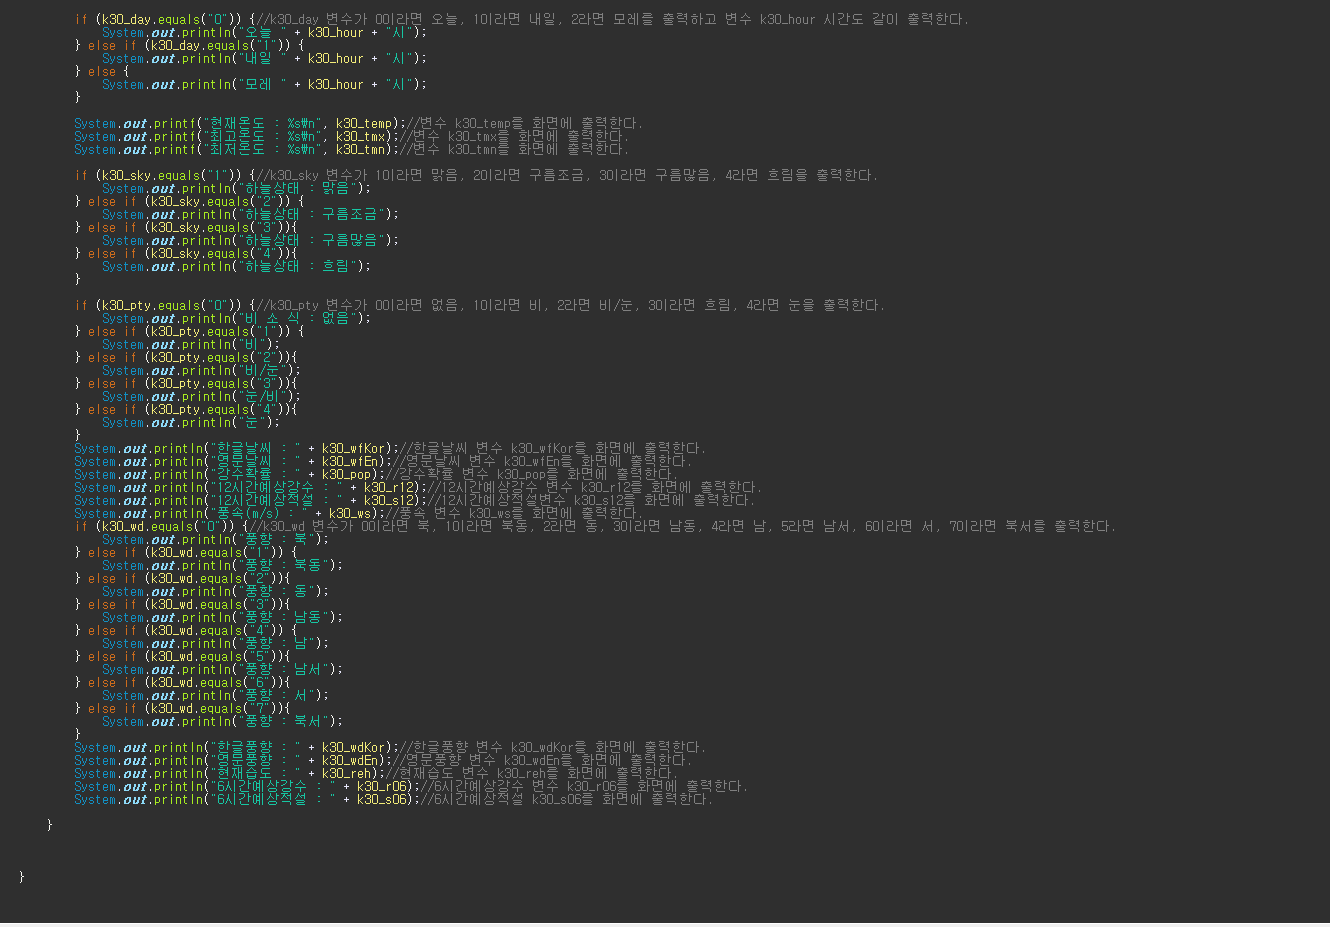 if (k30_day.equals("0")) {//k30_day 변수가 0이라면 오늘, 1이라면 내일, 2라면 모레를 출력하고 변수 k30_hour 시간도 같이 출력한다.
System.out.println("오늘 " + k30_hour + "시");
} else if (k30_day.equals("1")) {
System.out.println("내일 " + k30_hour + "시");
} else {
System.out.println("모레 " + k30_hour + "시");
}
System.out.printf("현재온도 : %s₩n", k30_temp);//변수 k30_temp를 화면에 출력한다.
System.out.printf("최고온도 : %s₩n", k30_tmx);//변수 k30_tmx를 화면에 출력한다.
System.out.printf("최저온도 : %s₩n", k30_tmn);//변수 k30_tmn를 화면에 출력한다.
if (k30_sky.equals("1")) {//k30_sky 변수가 1이라면 맑음, 2이라면 구름조금, 3이라면 구름많음, 4라면 흐림을 출력한다.
System.out.println("하늘상태 : 맑음");
} else if (k30_sky.equals("2")) {
System.out.println("하늘상태 : 구름조금");
} else if (k30_sky.equals("3")){
System.out.println("하늘상태 : 구름많음");
} else if (k30_sky.equals("4")){
System.out.println("하늘상태 : 흐림");
}
if (k30_pty.equals("0")) {//k30_pty 변수가 0이라면 없음, 1이라면 비, 2라면 비/눈, 3이라면 흐림, 4라면 눈을 출력한다.
System.out.println("비 소 식 : 없음");
} else if (k30_pty.equals("1")) {
System.out.println("비");
} else if (k30_pty.equals("2")){
System.out.println("비/눈");
} else if (k30_pty.equals("3")){
System.out.println("눈/비");
} else if (k30_pty.equals("4")){
System.out.println("눈");
}
System.out.println("한글날씨 : " + k30_wfKor);//한글날씨 변수 k30_wfKor를 화면에 출력한다.
System.out.println("영문날씨 : " + k30_wfEn);//영문날씨 변수 k30_wfEn를 화면에 출력한다.
System.out.println("강수확률 : " + k30_pop);//강수확률 변수 k30_pop를 화면에 출력한다.
System.out.println("12시간예상강수 : " + k30_r12);//12시간예상강수 변수 k30_r12를 화면에 출력한다.
System.out.println("12시간예상적설 : " + k30_s12);//12시간예상적설변수 k30_s12를 화면에 출력한다.
System.out.println("풍속(m/s) : " + k30_ws);//풍속 변수 k30_ws를 화면에 출력한다.
if (k30_wd.equals("0")) {//k30_wd 변수가 0이라면 북, 1이라면 북동, 2라면 동, 3이라면 남동, 4라면 남, 5라면 남서, 6이라면 서, 7이라면 북서를 출력한다.
System.out.println("풍향 : 북");
} else if (k30_wd.equals("1")) {
System.out.println("풍향 : 북동");
} else if (k30_wd.equals("2")){
System.out.println("풍향 : 동");
} else if (k30_wd.equals("3")){
System.out.println("풍향 : 남동");
} else if (k30_wd.equals("4")) {
System.out.println("풍향 : 남");
} else if (k30_wd.equals("5")){
System.out.println("풍향 : 남서");
} else if (k30_wd.equals("6")){
System.out.println("풍향 : 서");
} else if (k30_wd.equals("7")){
System.out.println("풍향 : 북서");
}
System.out.println("한글풍향 : " + k30_wdKor);//한글풍향 변수 k30_wdKor를 화면에 출력한다.
System.out.println("영문풍향 : " + k30_wdEn);//영문풍향 변수 k30_wdEn를 화면에 출력한다.
System.out.println("현재습도 : " + k30_reh);//현재습도 변수 k30_reh를 화면에 출력한다.
System.out.println("6시간예상강수 : " + k30_r06);//6시간예상강수 변수 k30_r06를 화면에 출력한다.
System.out.println("6시간예상적설 : " + k30_s06);//6시간예상적설 k30_s06를 화면에 출력한다.
}
}